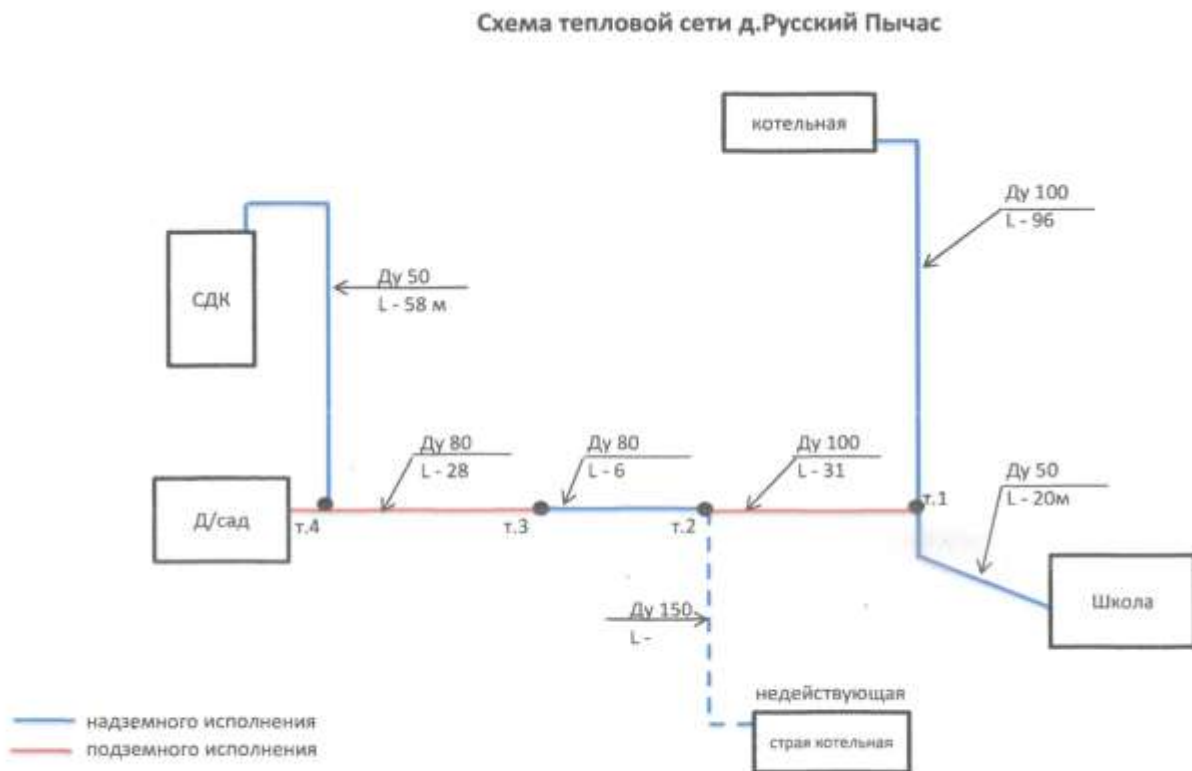 Схема тепловой сети д.Русский Пычас
котельная
Ду 100
L - 96
СДК
Ду 50
L - 58 м
Ду 80
L - 28
Ду 80
L - 6
Ду 100
L - 31
т.1
Ду 50
L - 20м
Д/сад
т.4
т.3
т.2
Школа
Ду 150
L -
недействующая
страя котельная
надземного исполнения
подземного исполнения